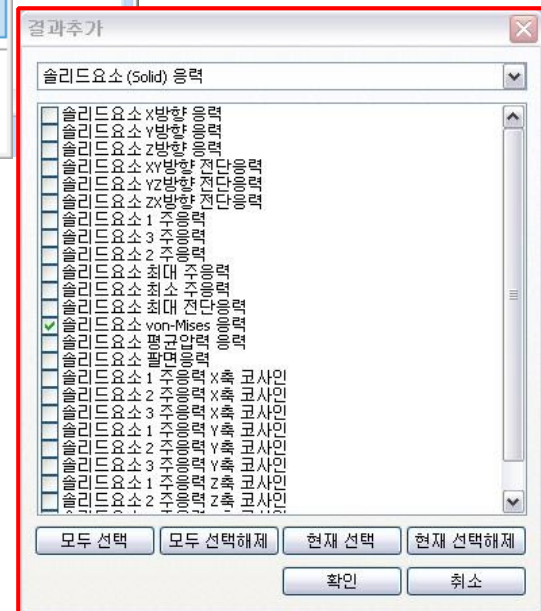 결과추가
솔리드요소 (Solid) 응력
솔리드요소 X방향 응력
솔리드요소 Y방향 응력
솔리드요소 Z방향 응력
솔리드요소 XY방향 전단응력
솔리드요소 YZ방향 전단응력
솔리드요소 ZX방향 전단응력
솔리드요소 1 주응력
솔리드요소 3 주응력
솔리드요소 2 주응력
솔리드요소 최대 주응력
솔리드요소 최소 주응력
솔리드요소 최대 전단응력
솔리드요소 von-Mises 응력
솔리드요소 평균압력 응력
솔리드요소 팔면응력
솔리드요소 1 주응력 X축 코사인
솔리드요소 2 주응력 X축 코사인
솔리드요소 3 주응력 X축 코사인
솔리드요소 1 주응력 Y축 코사인
솔리드요소 2 주응력 Y축 코사인
솔리드요소 3 주응력 Y축 코사인
솔리드요소 1 주응력 Z축 코사인
솔리드요소 2 주응력 Z축 코사인
모두 선택 모두 선택해제 현재 선택 현재 선택해제
확인 취소